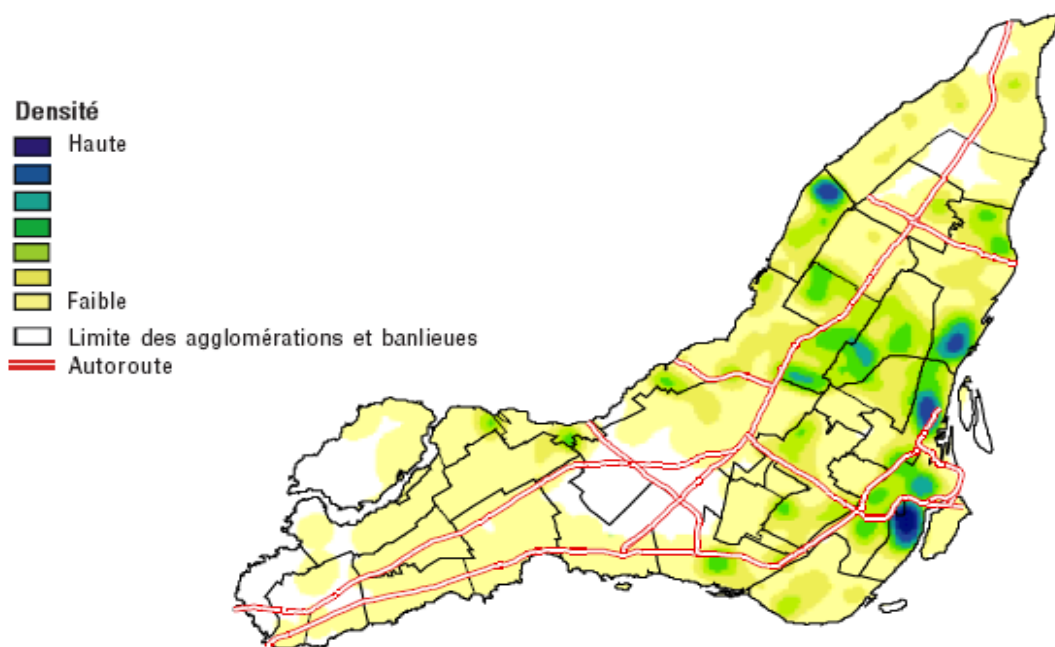 Densité
Haute
Faible
Limite des agglomérations et banlieues
Autoroute